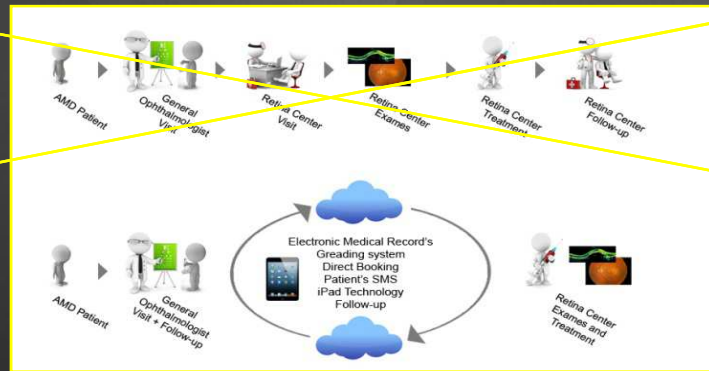 AMD Patient
General
Ophthalmologist
Visit
Retina Center
Visit
Retina Center
Exames
Retina Center
Treatment
Retina Center
Follow-up
Electronic Medical Record's
Greading system
Direct Booking
Patient's SMS
iPad Technology
Follow-up
AMD Patient
General
Ophthalmologist
Visit + Follow-up
Retina Center
Exames and
Treatment